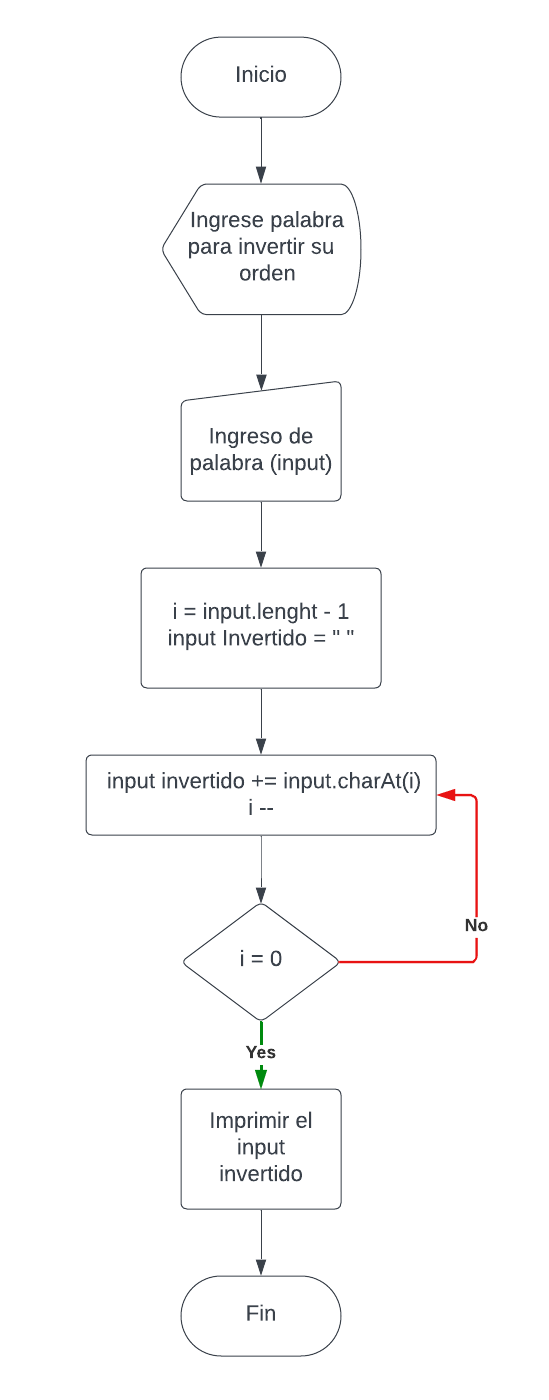 Inicio
Ingrese palabra
para invertir su
orden
Ingreso de
palabra (input)
i = input.lenght - 1
input Invertido = " "
input invertido += input.charAt(i)
i --
No
i = 0
Yes
Imprimir el
input
invertido
Fin